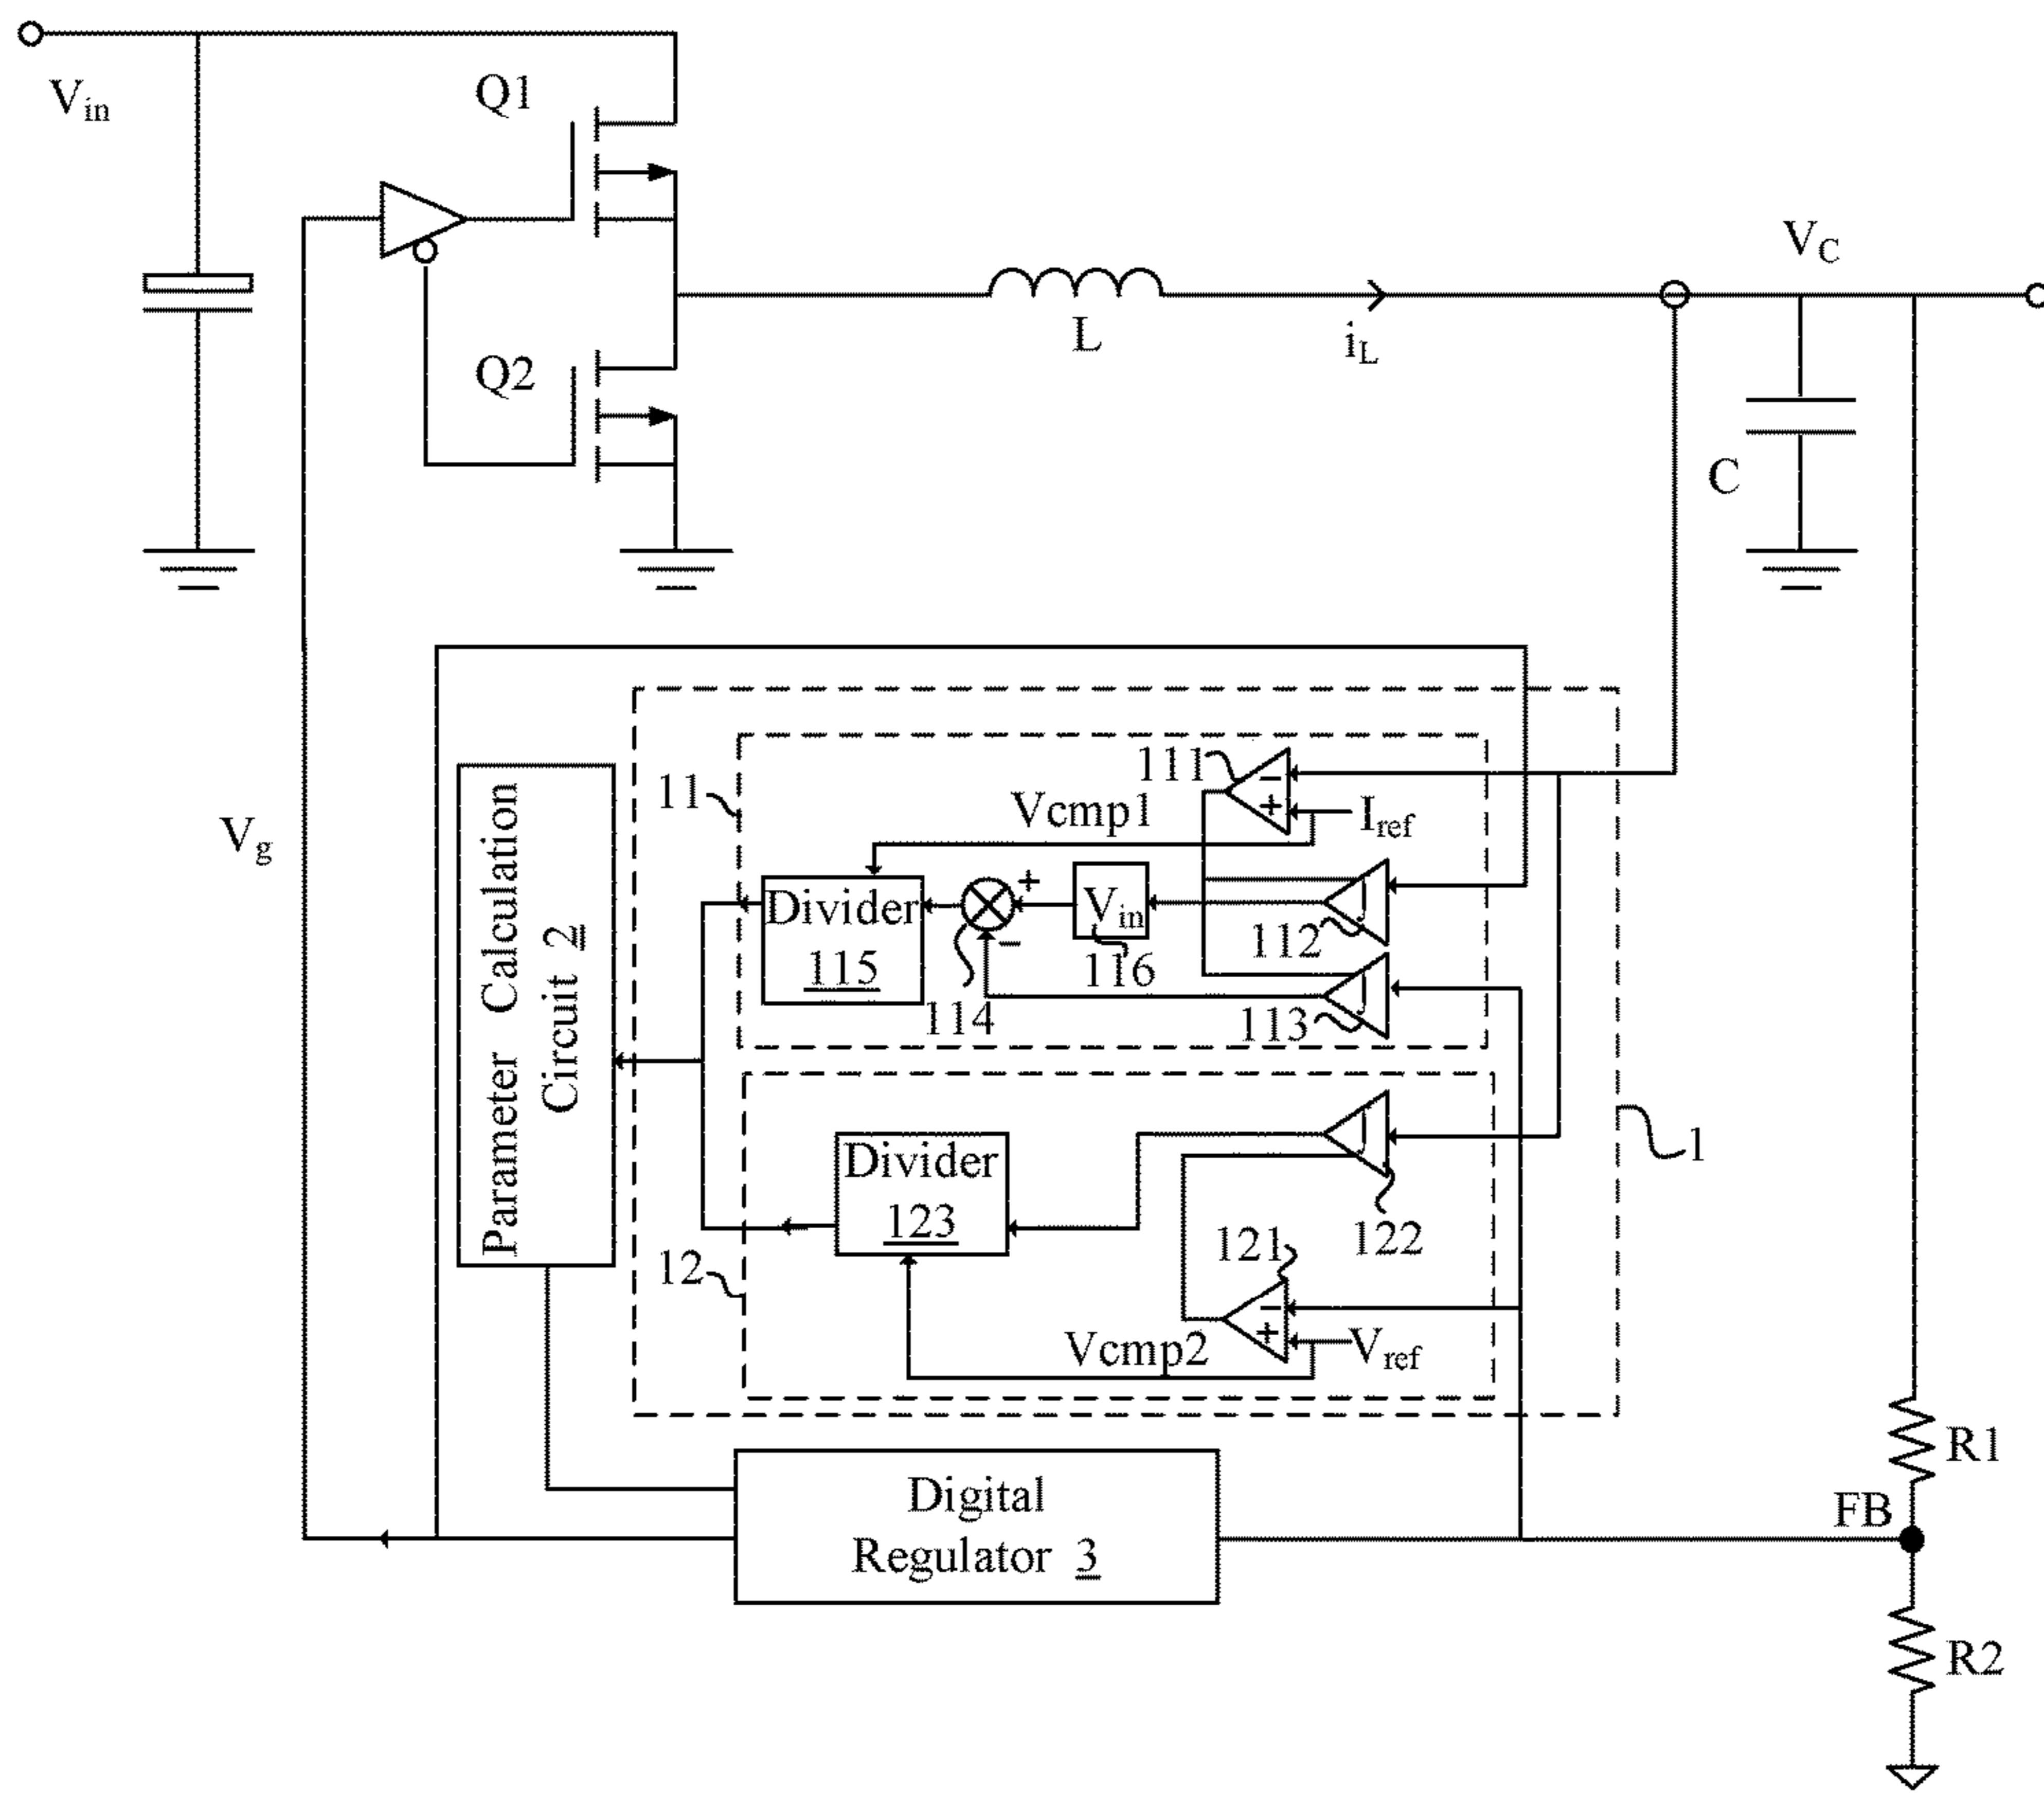 Vin
Q1
Q2
L
iL
VC
C
Vg
Parameter Calculation
Circuit 2
11
111
Vcmp1
Iref
+
−
+
Divider
115
114
+
−
Vin
116
112
∫
113
∫
Divider
123
122
∫
121
−
+
12
Vcmp2
Vref
1
Digital
Regulator 3
FB
R1
R2